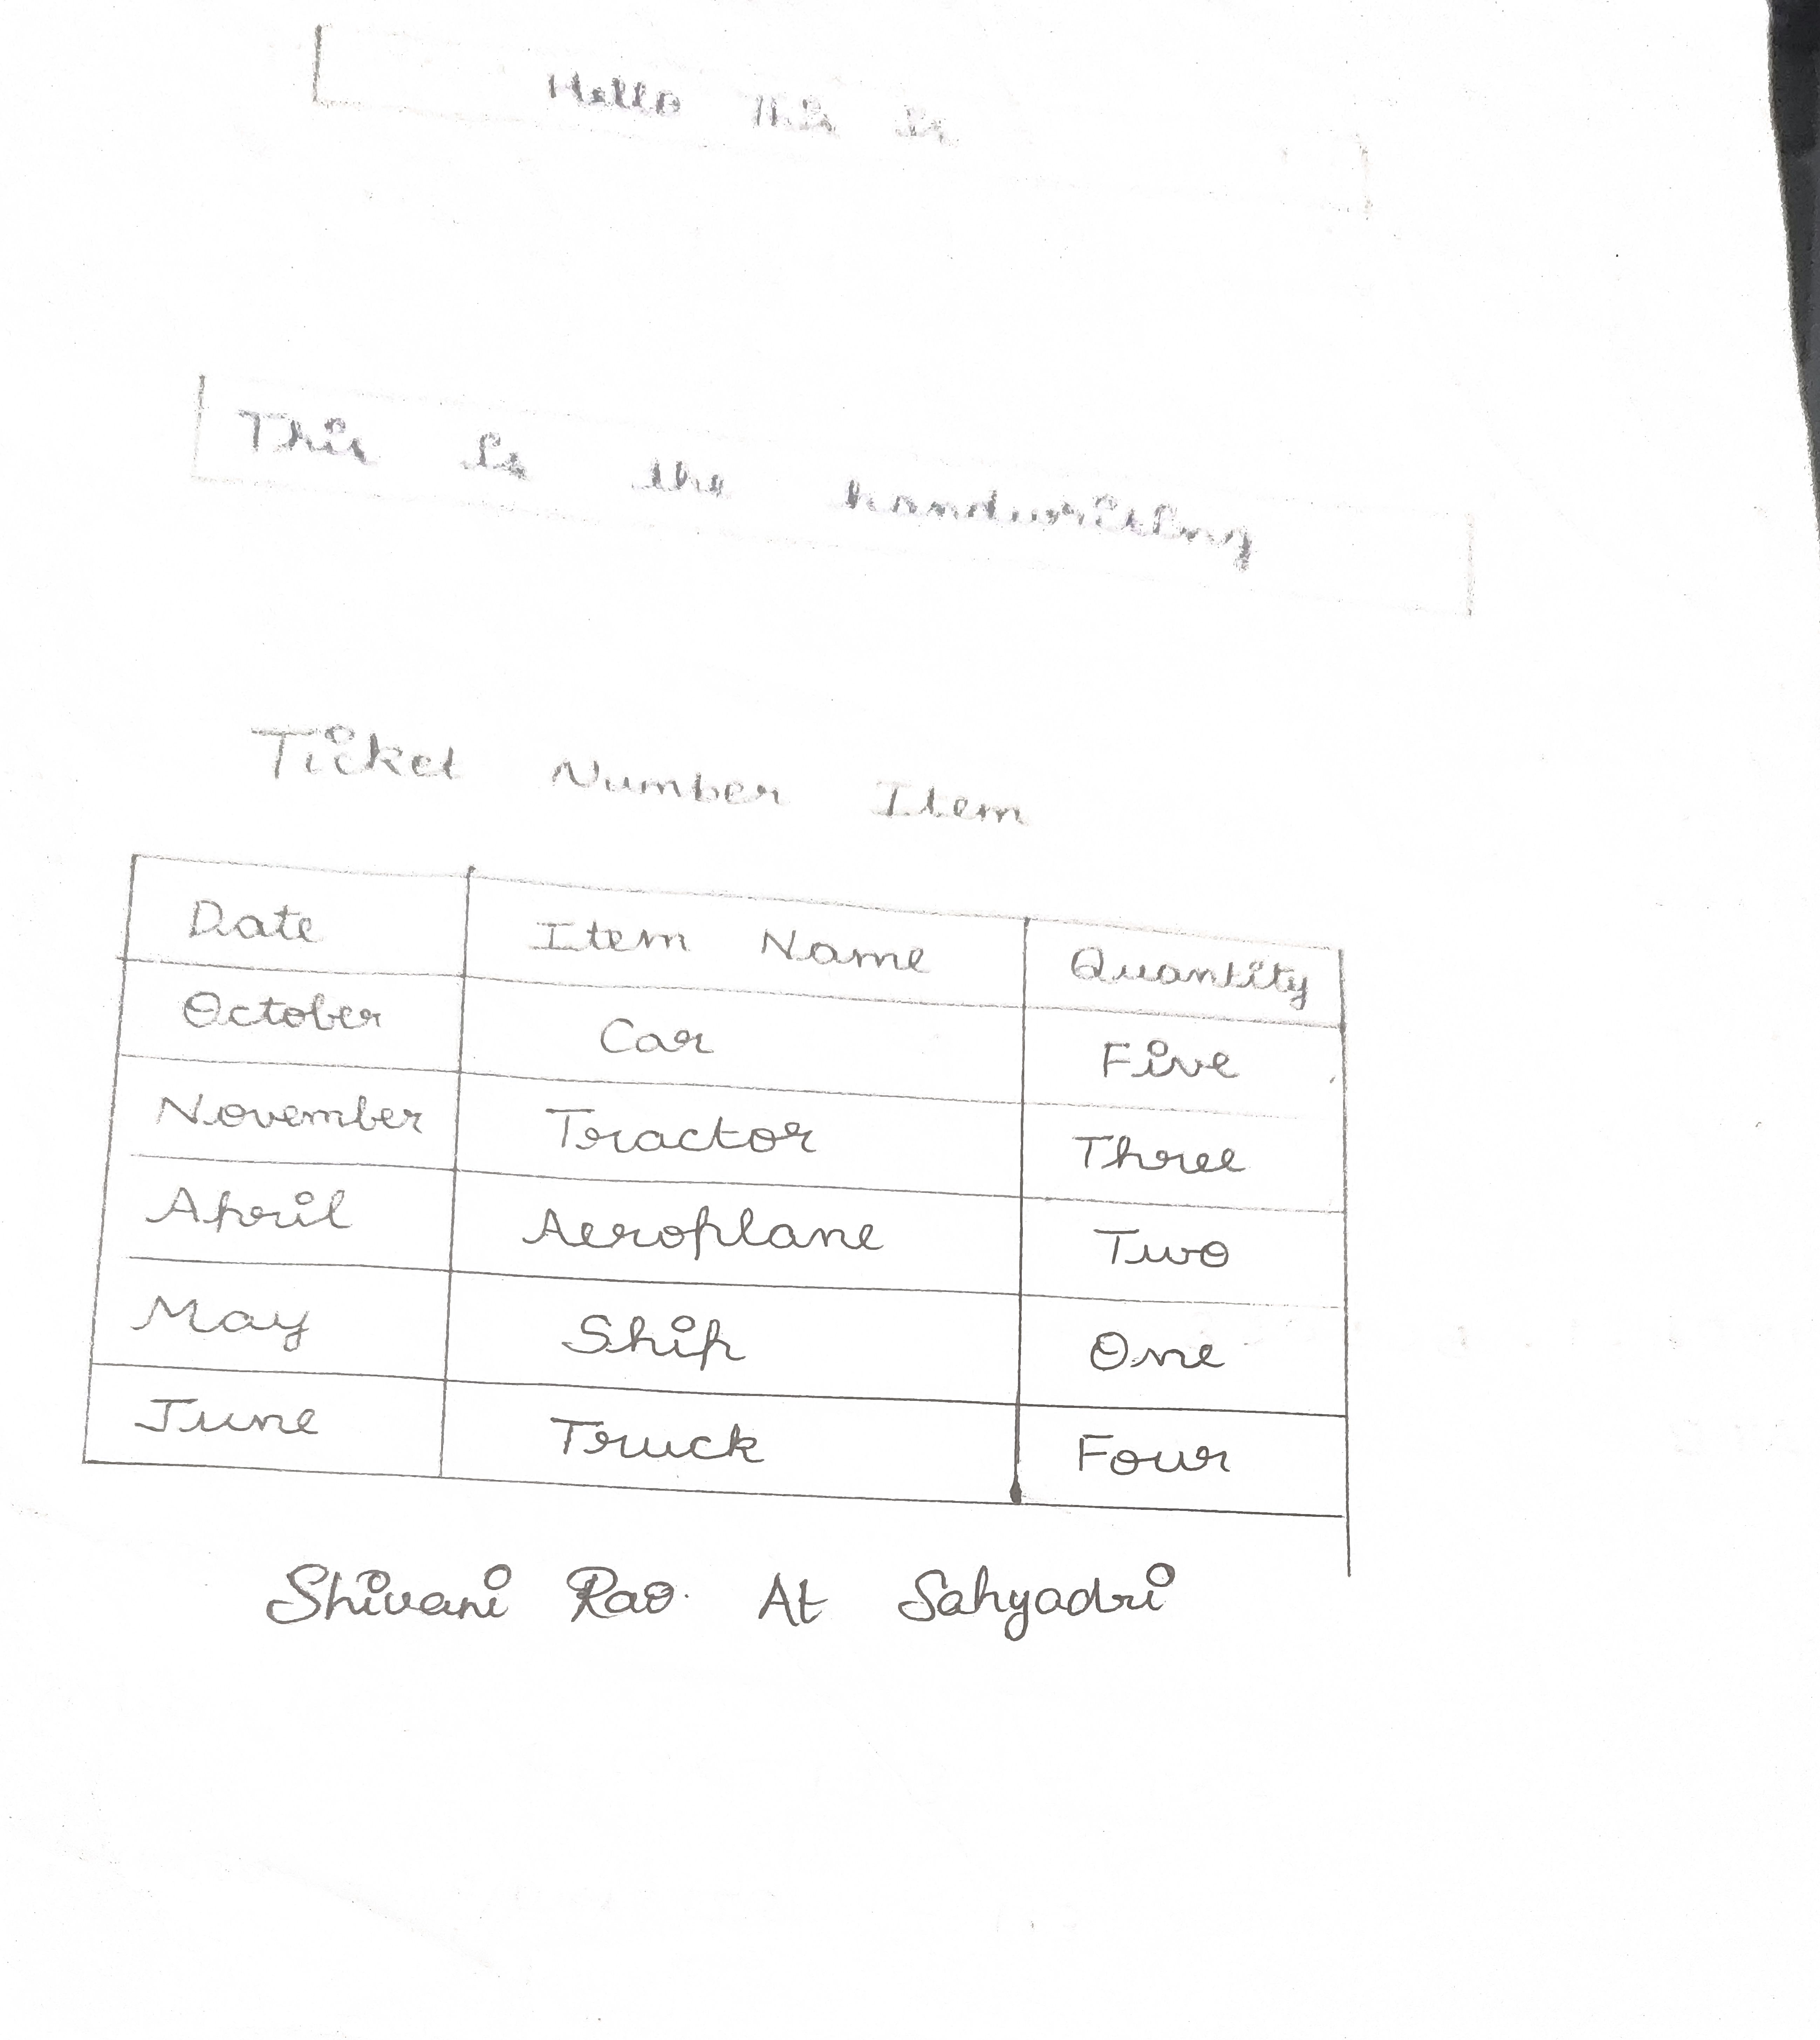 Hello This is
This is the handwriting
Ticket Number Item
Date Item Name Quantity
October Car Five
November Tractor Three
April Aeroplane Two
May Ship One
June Truck Four
Shivani Rao. At Sahyadri